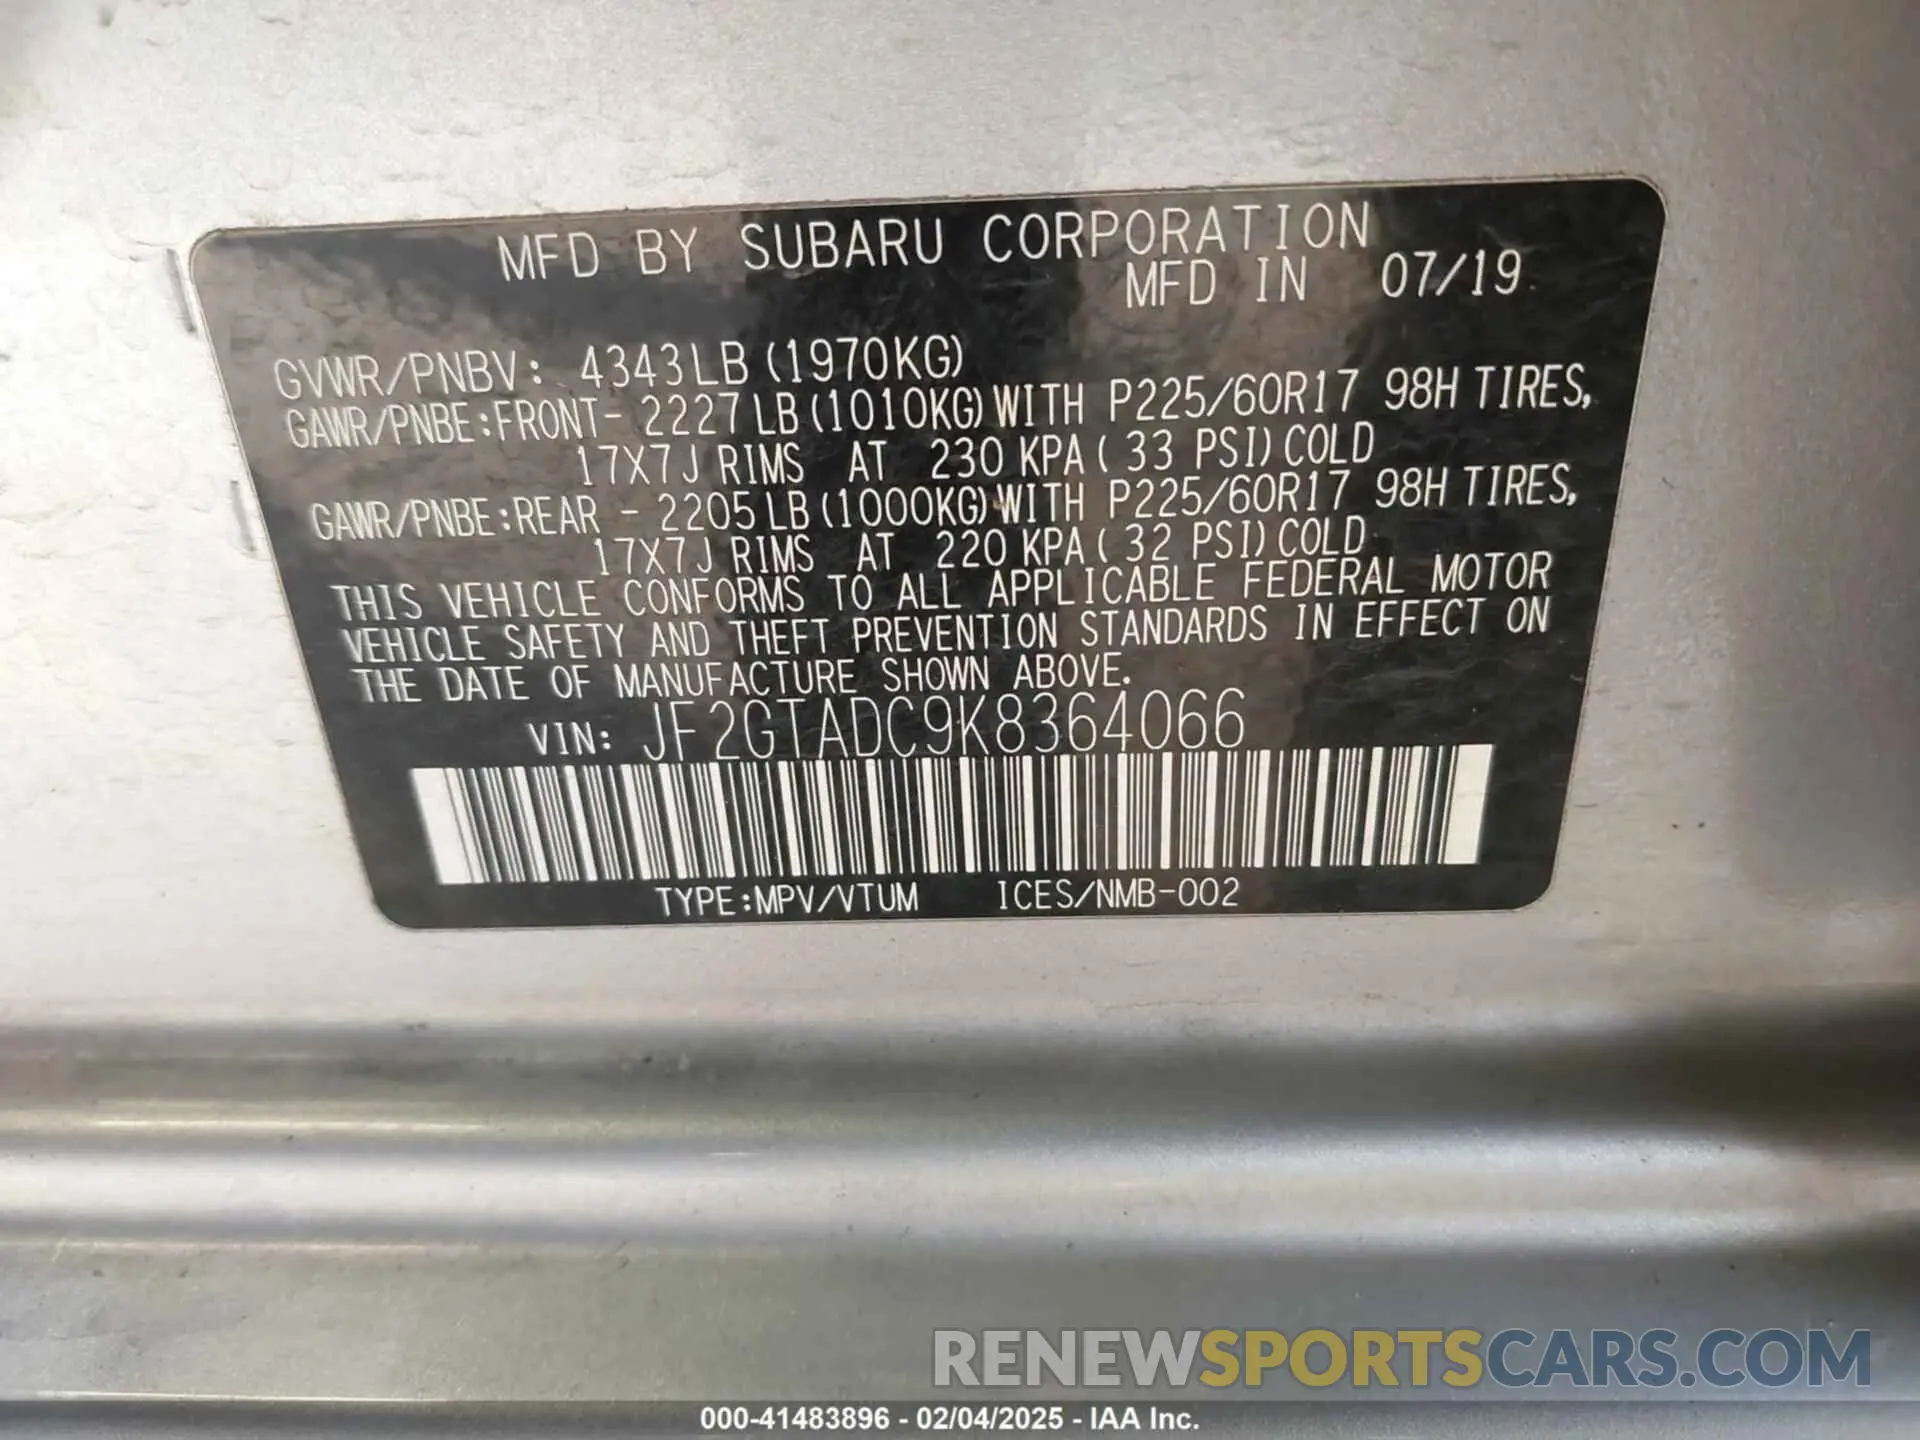 MFD BY SUBARU CORPORATION
MFD IN 07/19
GVWR/PNBV: 4343LB (1970KG)
GAWR/PNBE:FRONT- 2227LB(1010KG)WITH P225/60R17 98H TIRES,
17X7J RIMS AT 230 KPA( 33 PSI)COLD
GAWR/PNBE:REAR - 2205LB(1000KG)WITH P225/60R17 98H TIRES,
17X7J RIMS AT 220 KPA( 32 PSI)COLD
THIS VEHICLE CONFORMS TO ALL APPLICABLE FEDERAL MOTOR
VEHICLE SAFETY AND THEFT PREVENTION STANDARDS IN EFFECT ON
THE DATE OF MANUFACTURE SHOWN ABOVE.
VIN: JF2GTADC9K8364066
TYPE:MPV/VTUM ICES/NMB-002
RENEWSPORTSCARS.COM
000-41483896 - 02/04/2025 - IAA Inc.